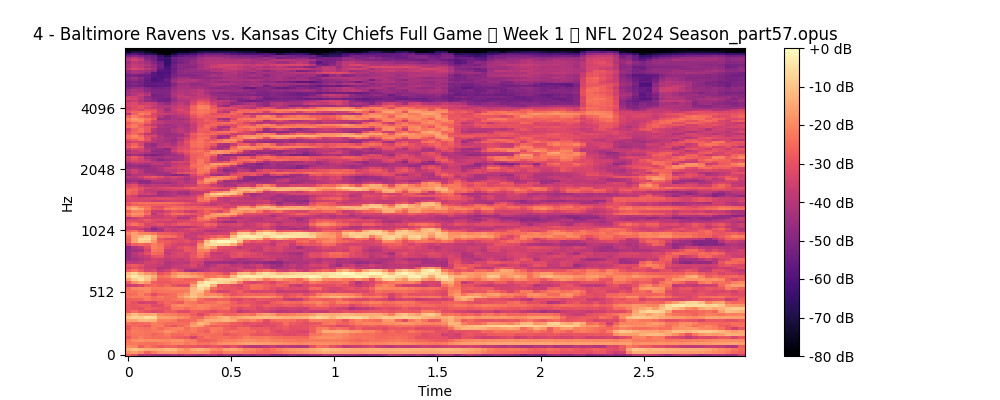 4 - Baltimore Ravens vs. Kansas City Chiefs Full Game ▯ Week 1 ▯ NFL 2024 Season_part57.opus
+0 dB
-10 dB
-20 dB
-30 dB
-40 dB
-50 dB
-60 dB
-70 dB
-80 dB
4096
2048
1024
512
0
Hz
0 0.5 1 1.5 2 2.5
Time